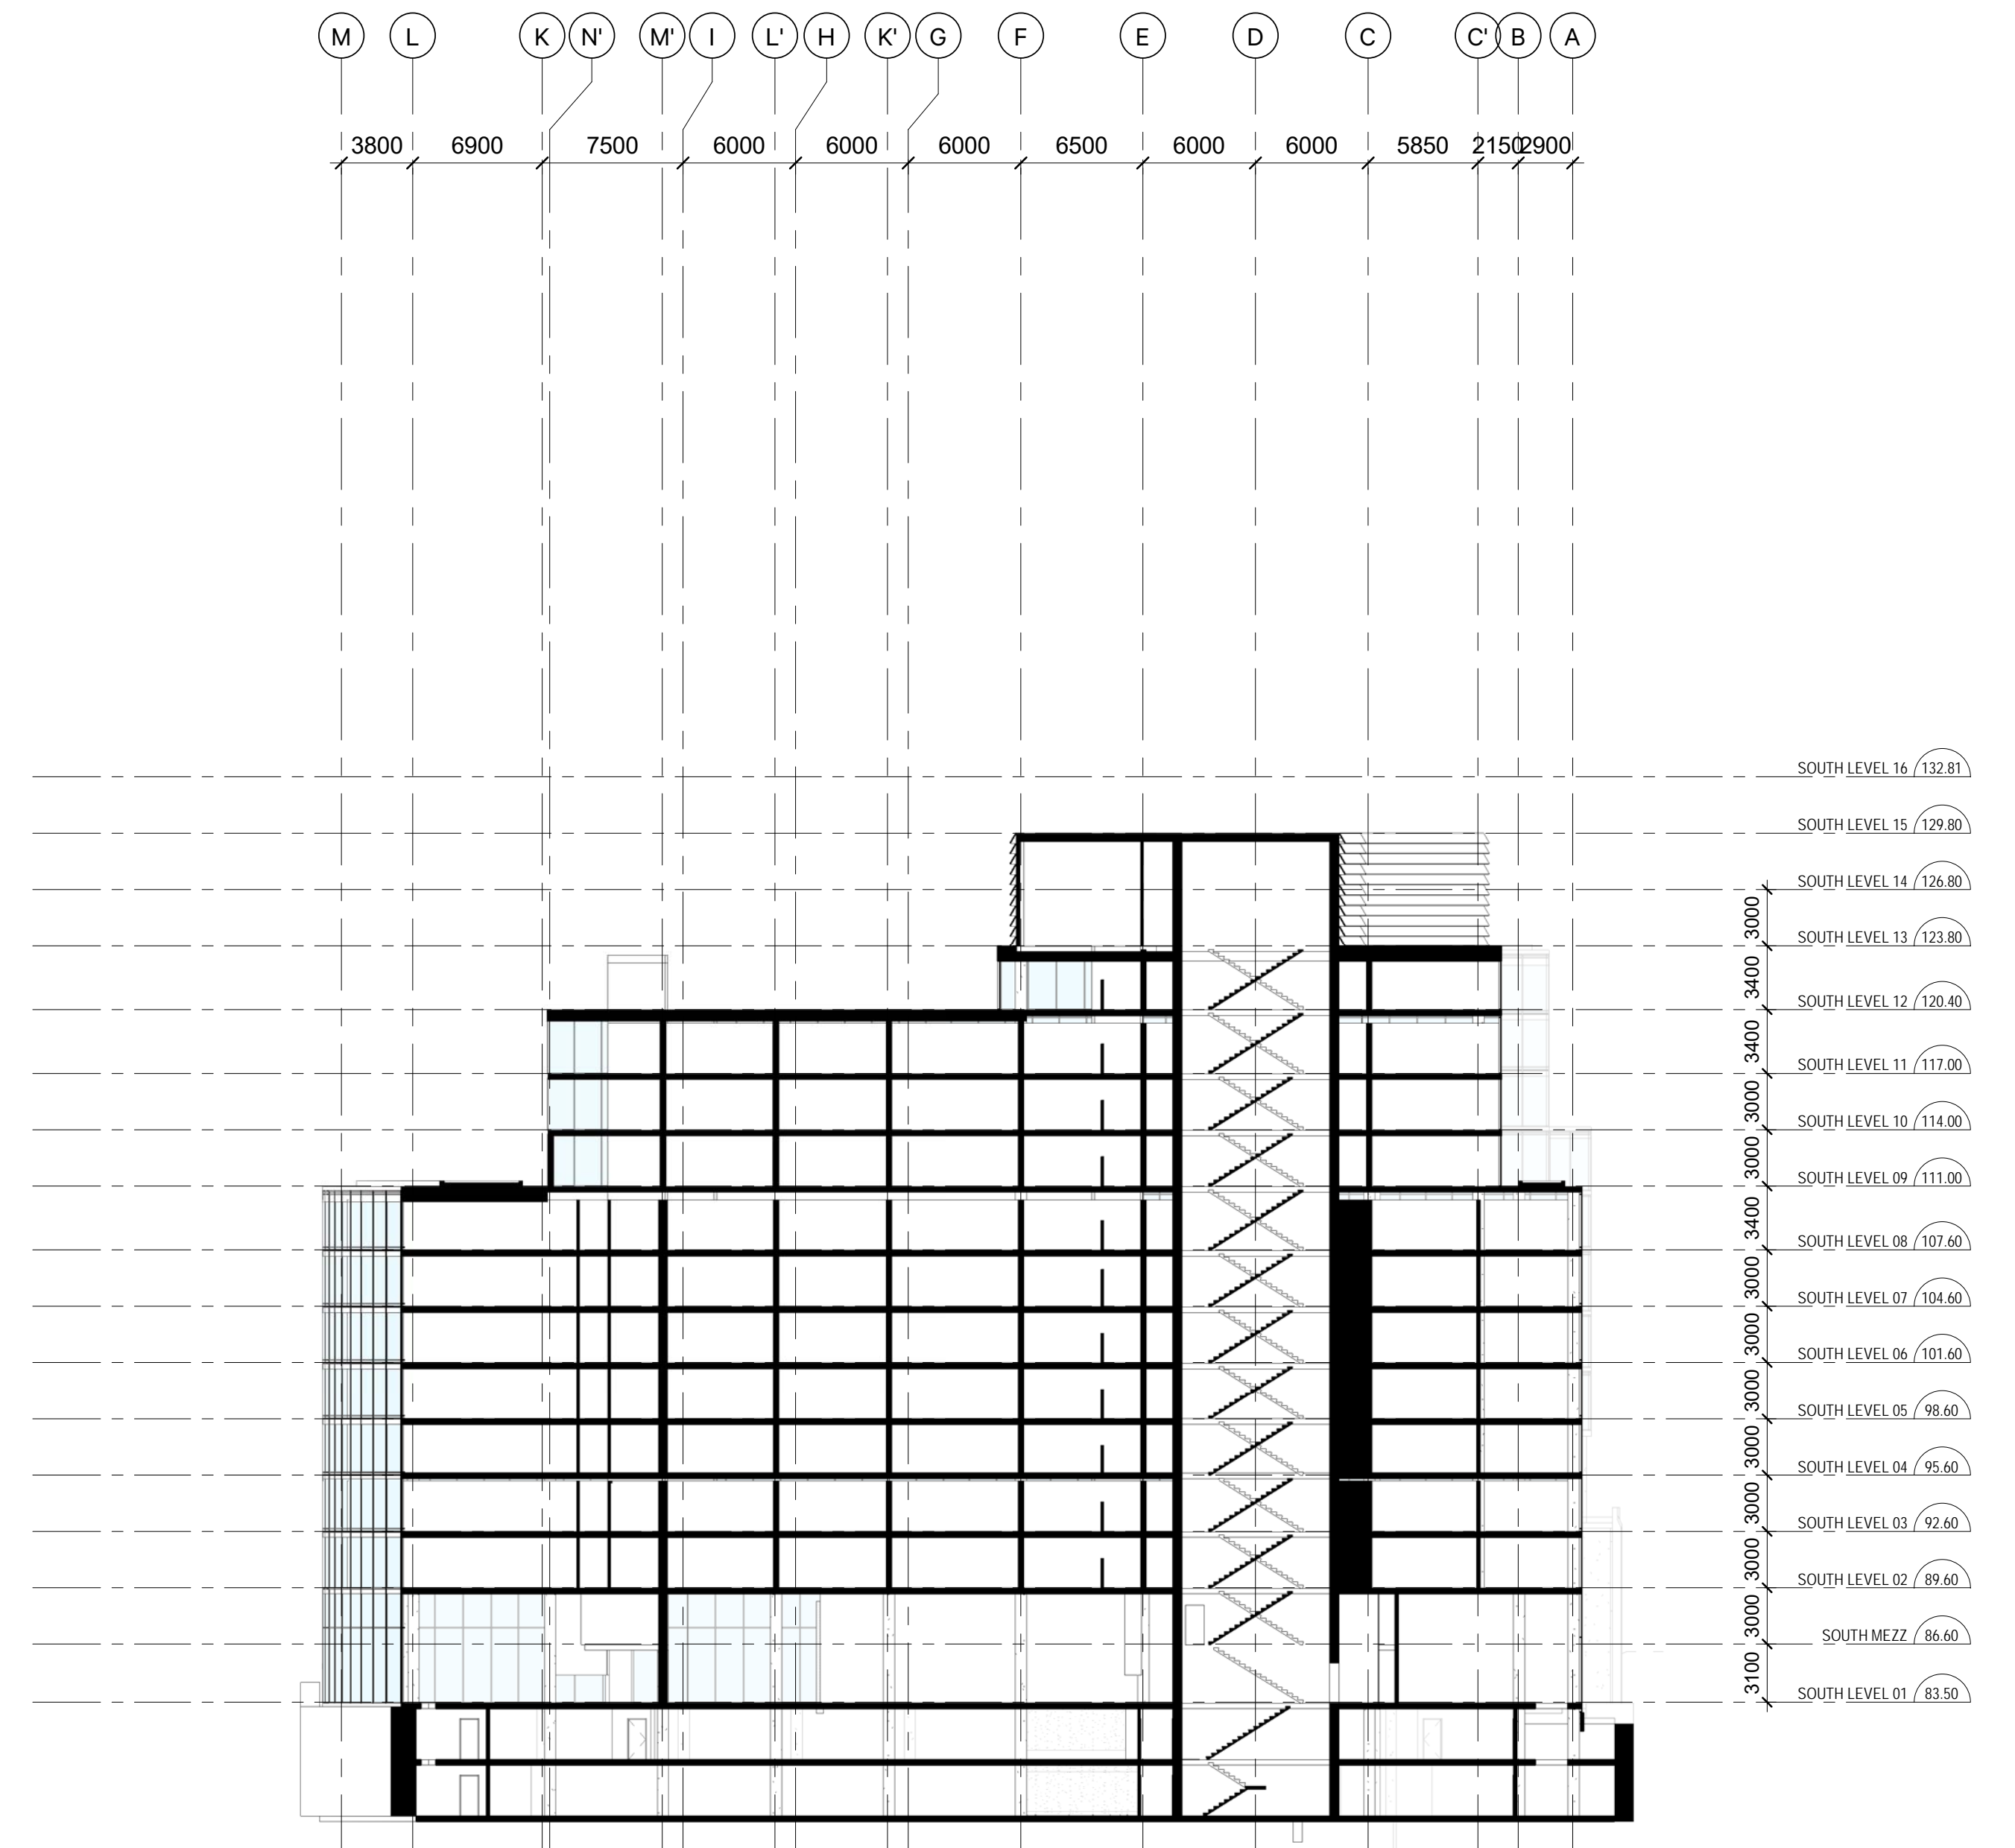 M L K N' M' I L' H K' G F E D C C' B A
3800 6900 7500 6000 6000 6000 6500 6000 6000 5850 2150 2900
SOUTH LEVEL 16 132.81
SOUTH LEVEL 15 129.80
SOUTH LEVEL 14 126.80
3000
SOUTH LEVEL 13 123.80
3400
SOUTH LEVEL 12 120.40
3400
SOUTH LEVEL 11 117.00
3000
SOUTH LEVEL 10 114.00
3000
SOUTH LEVEL 09 111.00
3400
SOUTH LEVEL 08 107.60
3000
SOUTH LEVEL 07 104.60
3000
SOUTH LEVEL 06 101.60
3000
SOUTH LEVEL 05 98.60
3000
SOUTH LEVEL 04 95.60
3000
SOUTH LEVEL 03 92.60
3000
SOUTH LEVEL 02 89.60
3000
SOUTH MEZZ 86.60
3100
SOUTH LEVEL 01 83.50